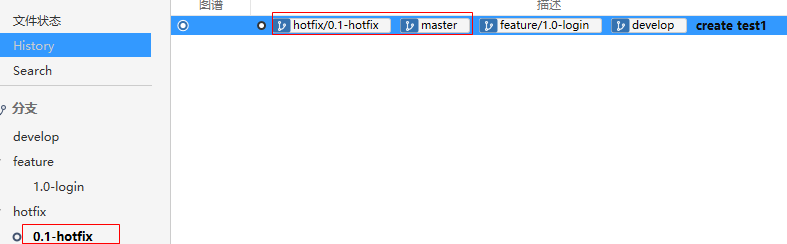 文件状态
History
Search
分支
develop
feature
1.0-login
hotfix
0.1-hotfix
图谱
描述
hotfix/0.1-hotfix master feature/1.0-login develop create test1